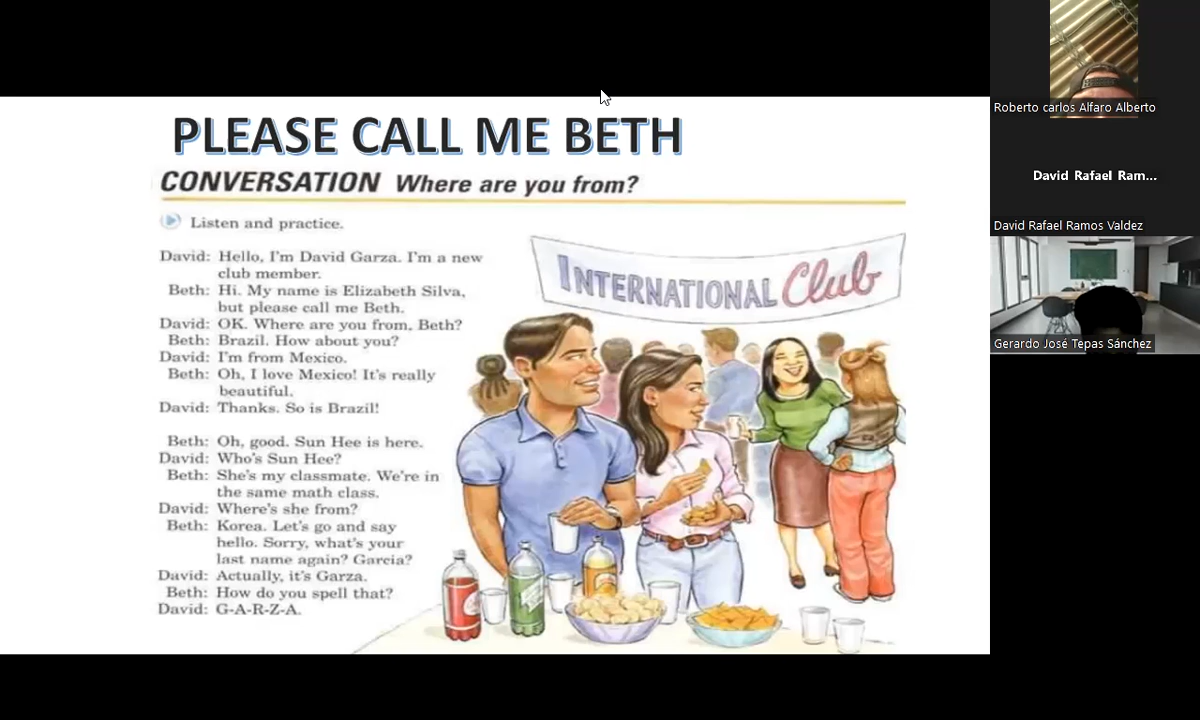 PLEASE CALL ME BETH
CONVERSATION Where are you from?
Listen and practice.
David: Hello, I'm David Garza. I'm a new
club member.
Beth: Hi. My name is Elizabeth Silva,
but please call me Beth.
David: OK. Where are you from, Beth?
Beth: Brazil. How about you?
David: I'm from Mexico.
Beth: Oh, I love Mexico! It's really
beautiful.
David: Thanks. So is Brazil!
Beth: Oh, good. Sun Hee is here.
David: Who's Sun Hee?
Beth: She's my classmate. We're in
the same math class.
David: Where's she from?
Beth: Korea. Let's go and say
hello. Sorry, what's your
last name again? Garcia?
David: Actually, it's Garza.
Beth: How do you spell that?
David: G-A-R-Z-A.
INTERNATIONAL Club
Roberto carlos Alfaro Alberto
David Rafael Ram...
David Rafael Ramos Valdez
Gerardo José Tepas Sánchez